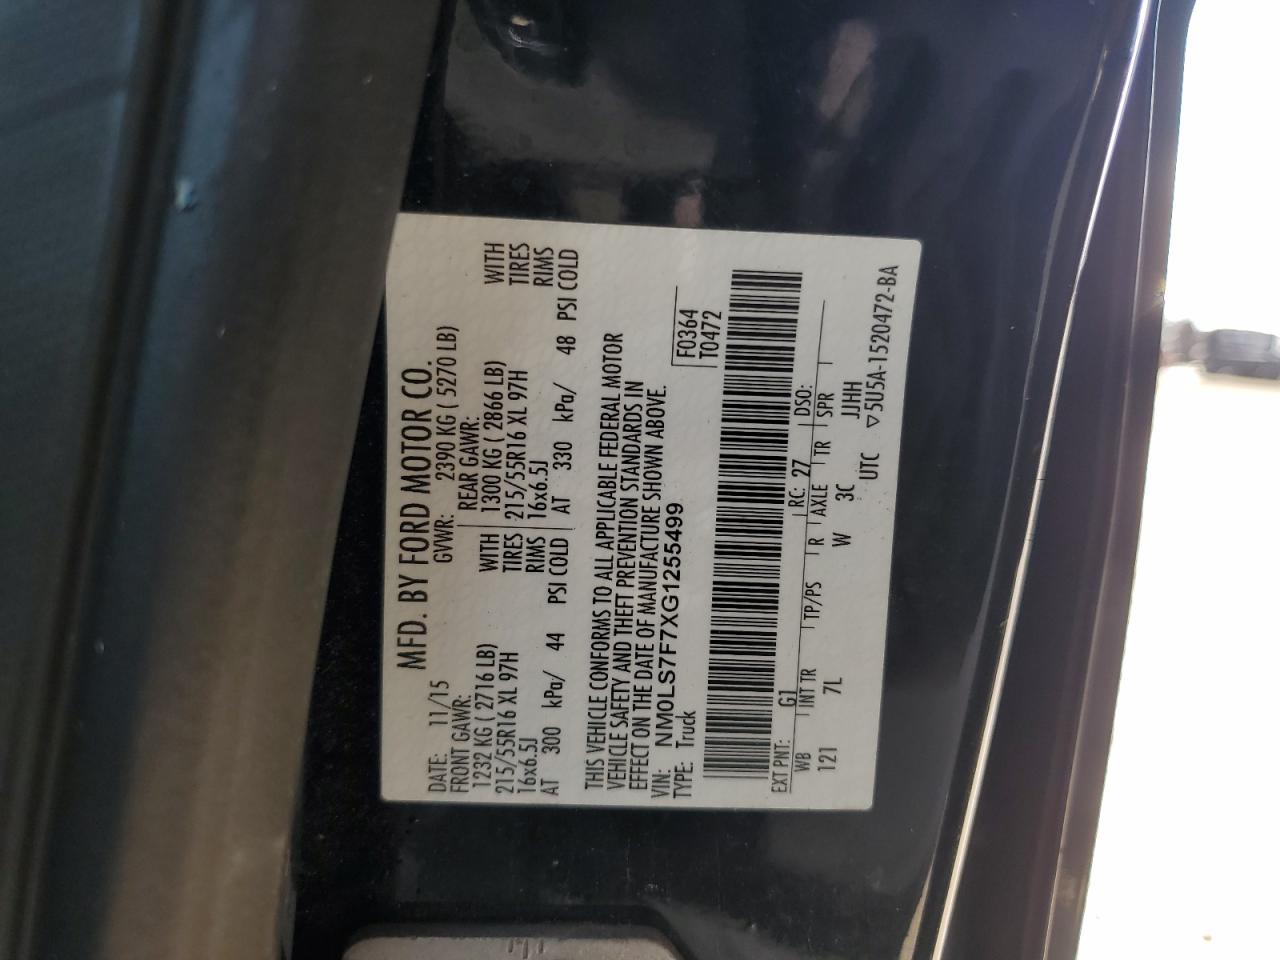 MFD. BY FORD MOTOR CO.
DATE: 11/15 GVWR: 2390 KG ( 5270 LB)
FRONT GAWR: REAR GAWR:
1232 KG ( 2716 LB) WITH 1300 KG ( 2866 LB) WITH
215/55R16 XL 97H TIRES 215/55R16 XL 97H TIRES
16x6.5J RIMS 16x6.5J RIMS
AT 300 kPa/ 44 PSI COLD AT 330 kPa/ 48 PSI COLD
THIS VEHICLE CONFORMS TO ALL APPLICABLE FEDERAL MOTOR
VEHICLE SAFETY AND THEFT PREVENTION STANDARDS IN
EFFECT ON THE DATE OF MANUFACTURE SHOWN ABOVE.
VIN: NM0LS7F7XG1255499 F0364
TYPE: Truck T0472
EXT PNT: G1 RC: 27 DSO:
WB INT TR TP/PS R AXLE TR SPR
121 7L W 3C JJHH
UTC ▽5U5A-1520472-BA